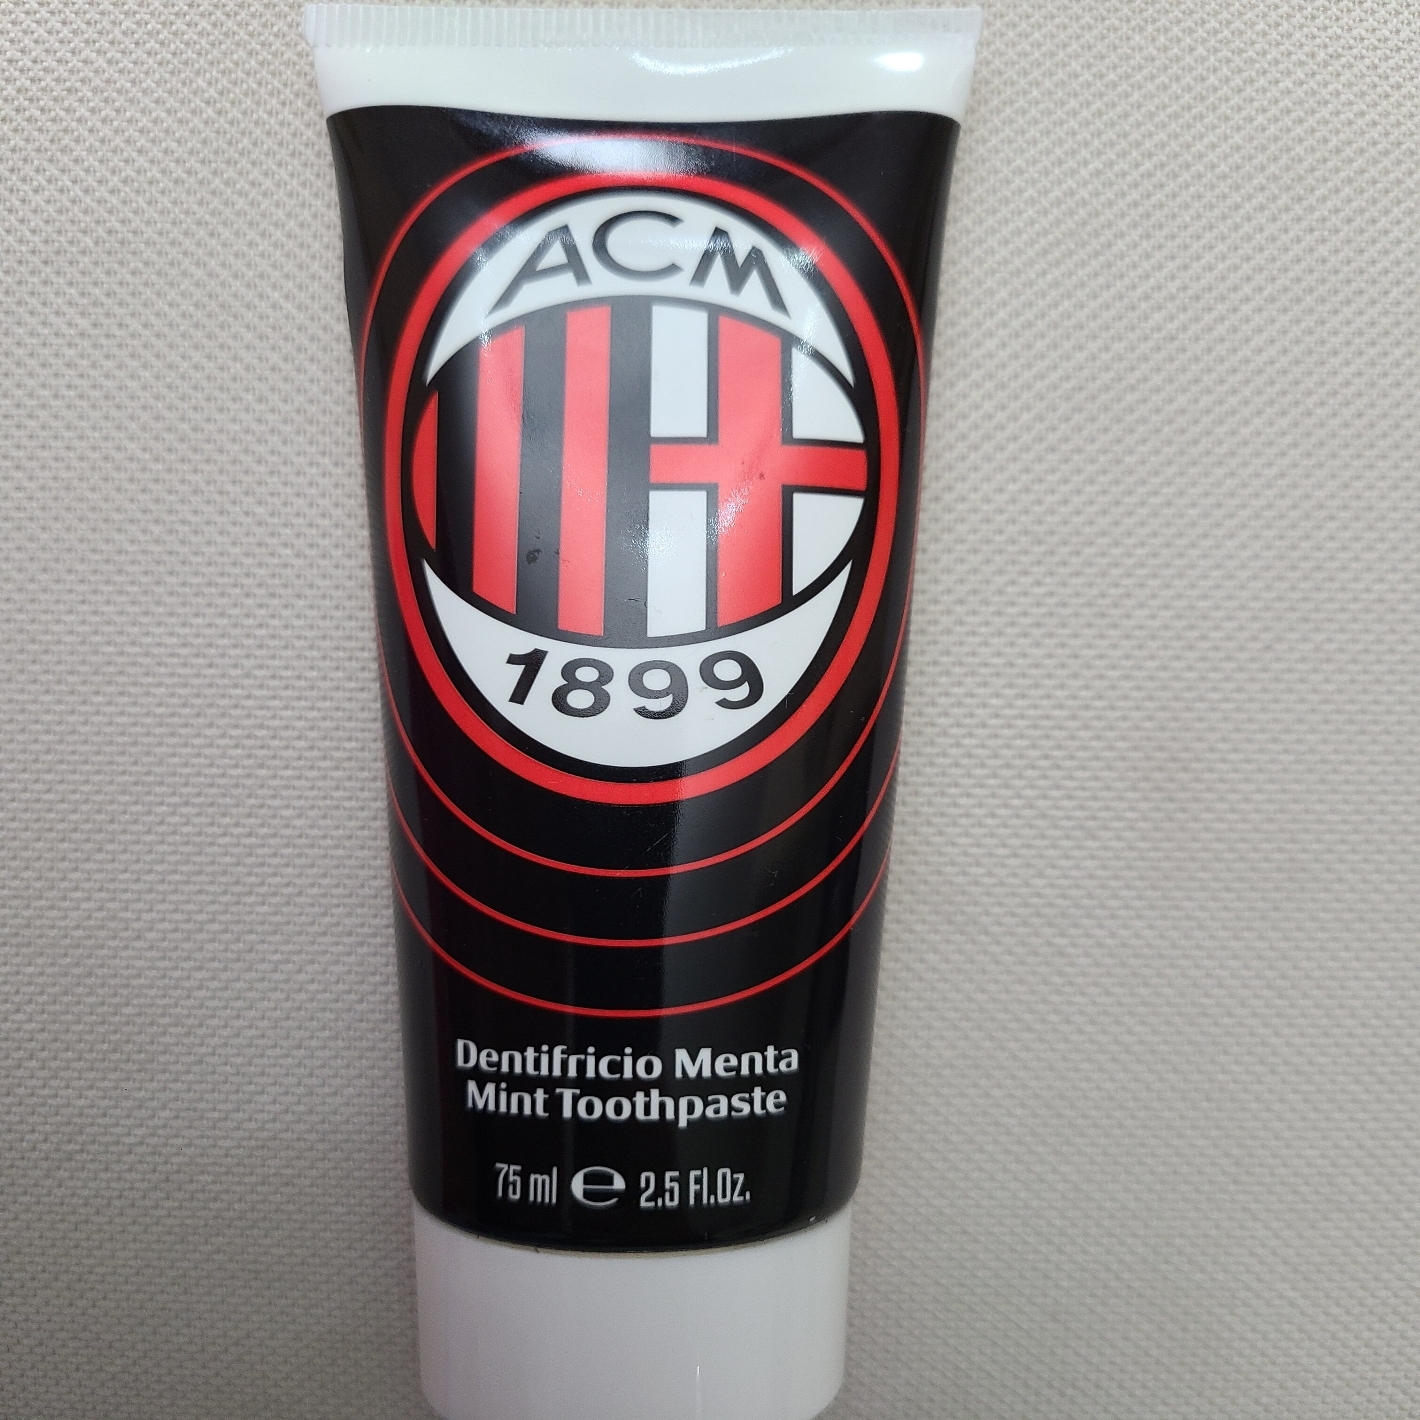 ACM
1899
Dentifricio Menta
Mint Toothpaste
75 ml ℮ 2.5 Fl.Oz.